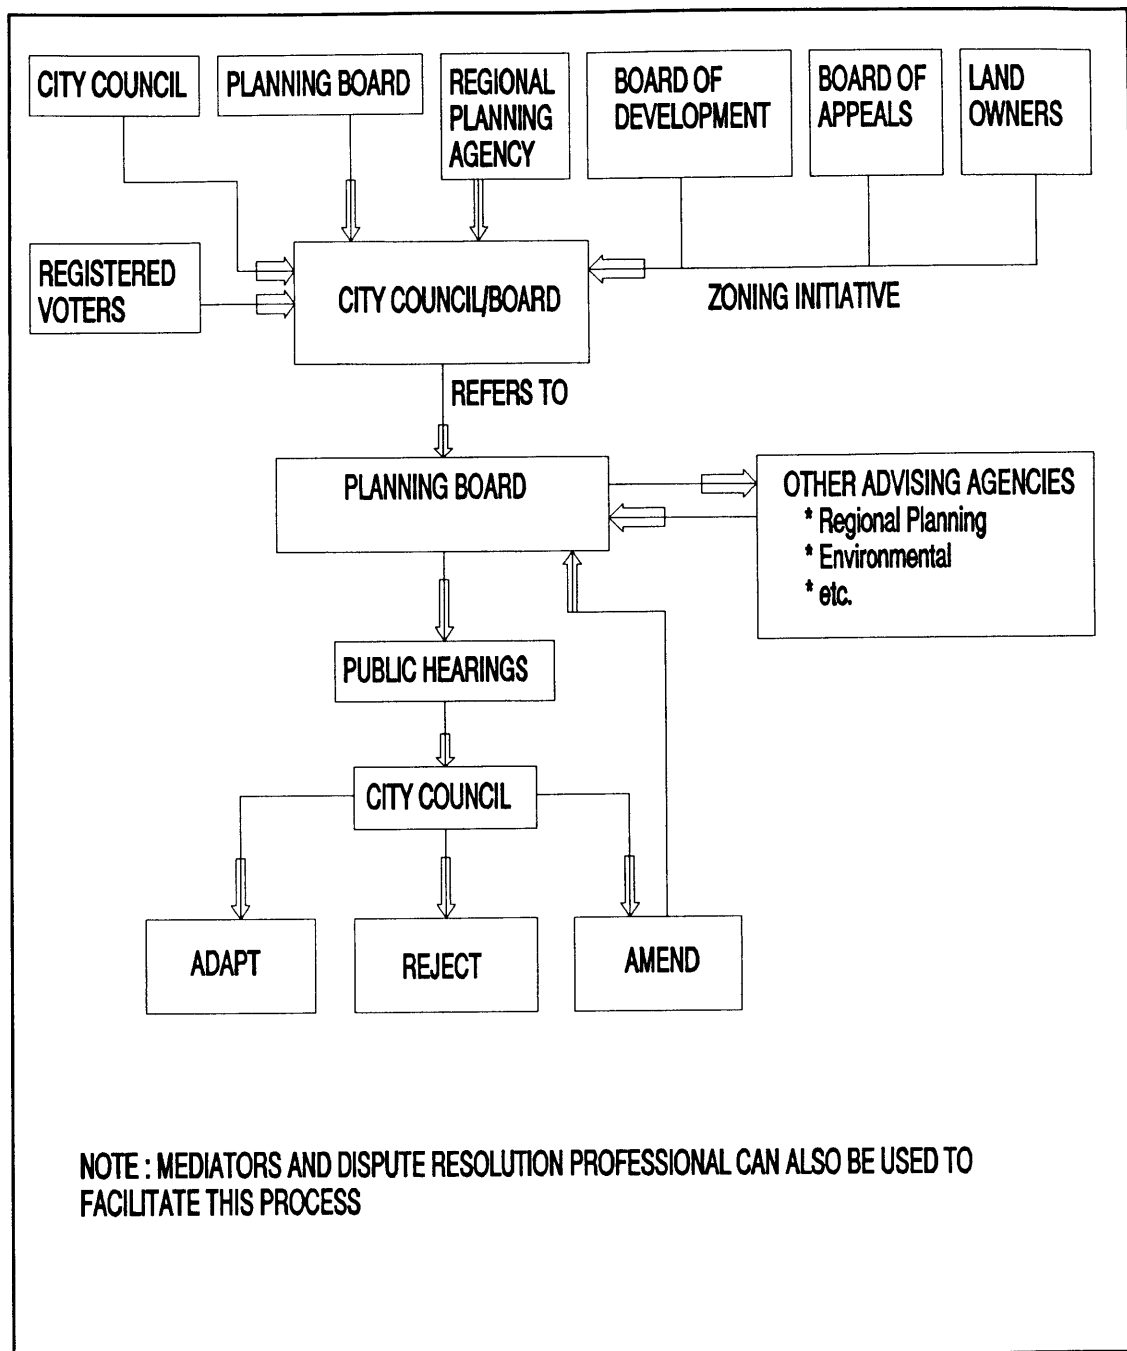 CITY COUNCIL
PLANNING BOARD
REGIONAL
PLANNING
AGENCY
BOARD OF
DEVELOPMENT
BOARD OF
APPEALS
LAND
OWNERS
REGISTERED
VOTERS
CITY COUNCIL/BOARD
ZONING INITIATIVE
REFERS TO
PLANNING BOARD
OTHER ADVISING AGENCIES
* Regional Planning
* Environmental
* etc.
PUBLIC HEARINGS
CITY COUNCIL
ADAPT
REJECT
AMEND
NOTE : MEDIATORS AND DISPUTE RESOLUTION PROFESSIONAL CAN ALSO BE USED TO
FACILITATE THIS PROCESS